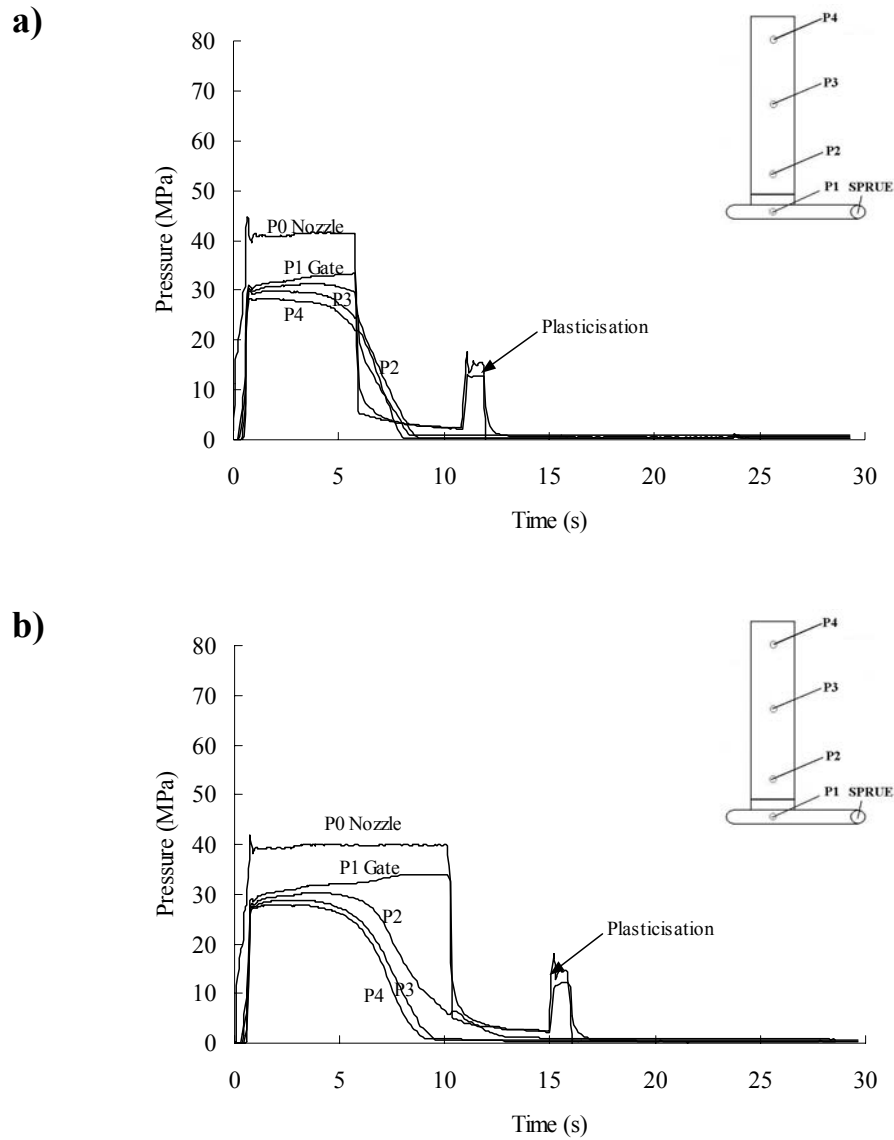 a)
80
70
60
50
40
30
20
10
0
Pressure (MPa)
0 5 10 15 20 25 30
Time (s)
P0 Nozzle
P1 Gate
P3
P4
P2
Plasticisation
P4
P3
P2
P1 SPRUE
b)
80
70
60
50
40
30
20
10
0
Pressure (MPa)
0 5 10 15 20 25 30
Time (s)
P0 Nozzle
P1 Gate
P2
P3
P4
Plasticisation
P4
P3
P2
P1 SPRUE